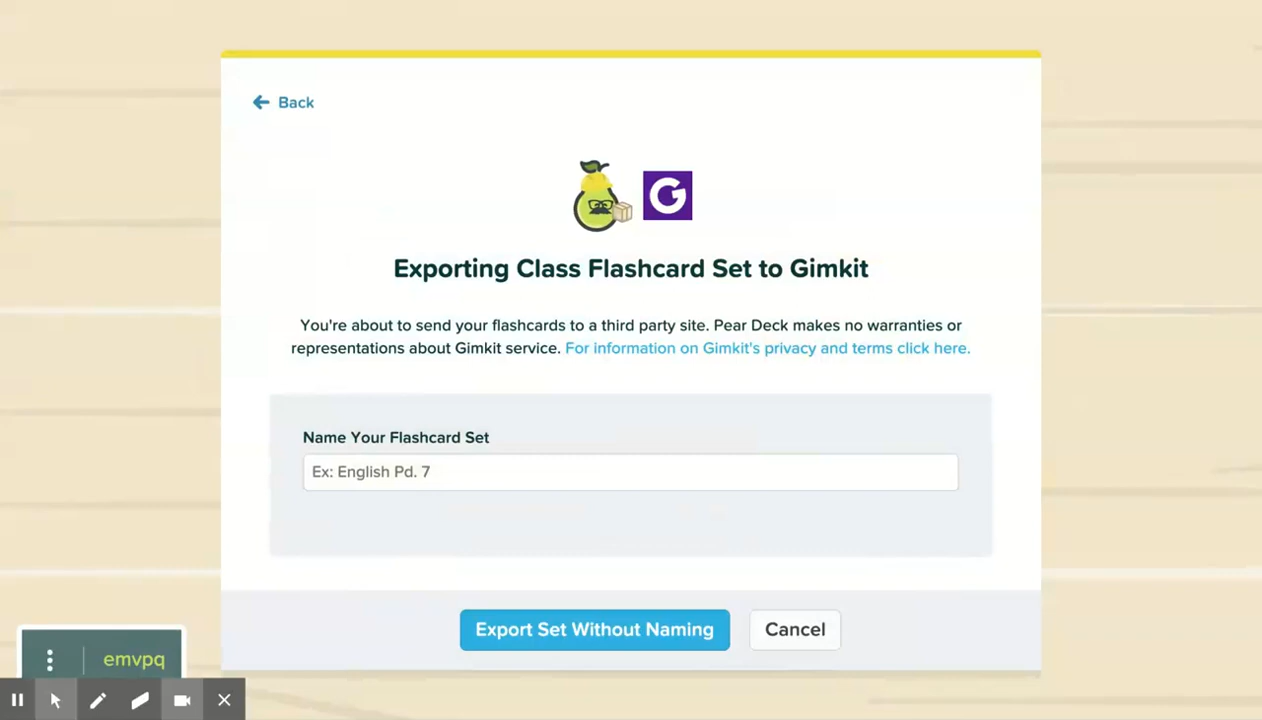 Back
G
Exporting Class Flashcard Set to Gimkit
You're about to send your flashcards to a third party site. Pear Deck makes no warranties or
representations about Gimkit service. For information on Gimkit's privacy and terms click here.
Name Your Flashcard Set
Ex: English Pd. 7
Export Set Without Naming
Cancel
emvpq